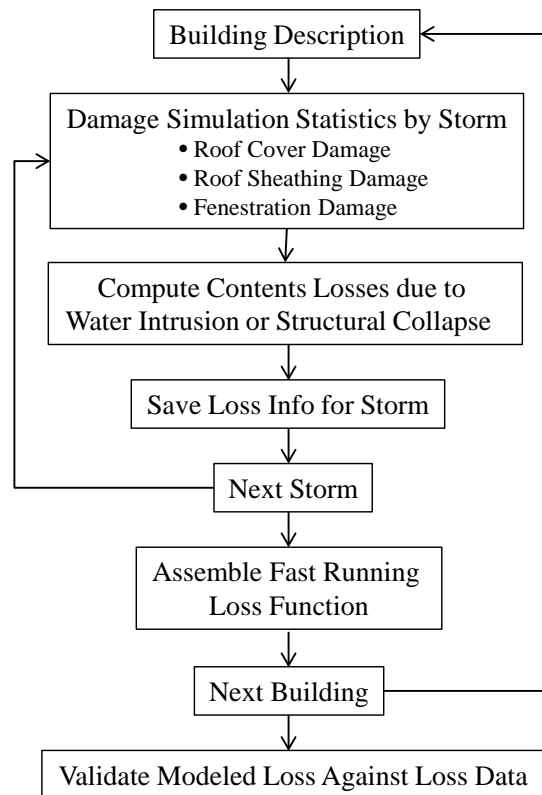 Building Description
Damage Simulation Statistics by Storm
• Roof Cover Damage
• Roof Sheathing Damage
• Fenestration Damage
Compute Contents Losses due to
Water Intrusion or Structural Collapse
Save Loss Info for Storm
Next Storm
Assemble Fast Running
Loss Function
Next Building
Validate Modeled Loss Against Loss Data